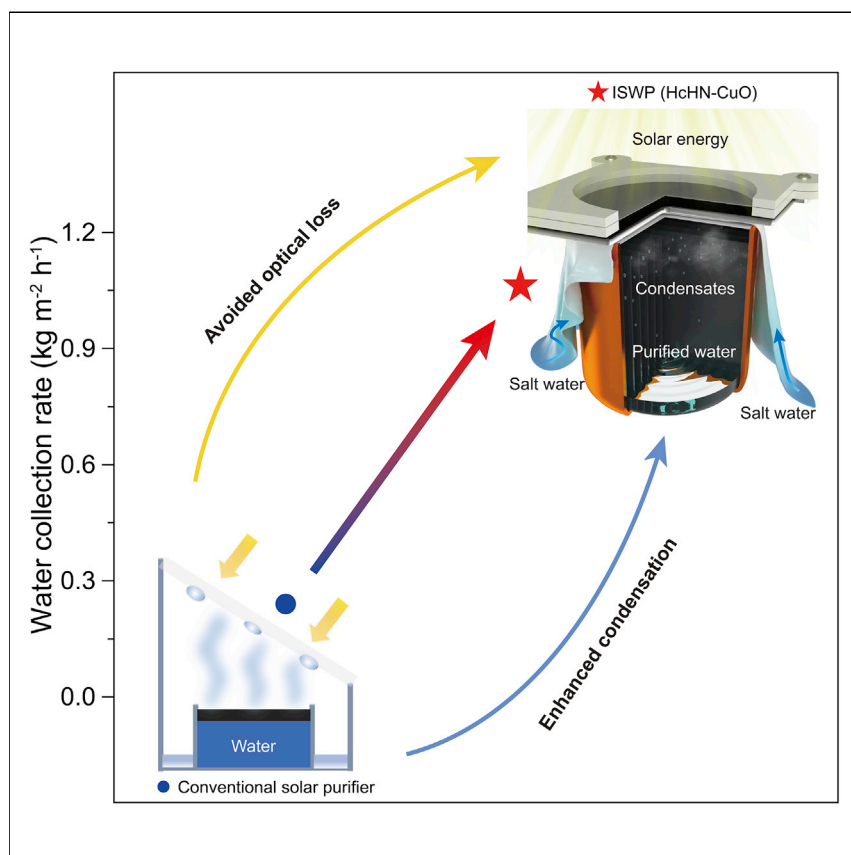 ISWP (HcHN-CuO)
Solar energy
Avoided optical loss
1.2
0.9
0.6
0.3
0.0
Water collection rate (kg m⁻² h⁻¹)
Condensates
Purified water
Salt water
Salt water
Enhanced condensation
Water
Conventional solar purifier